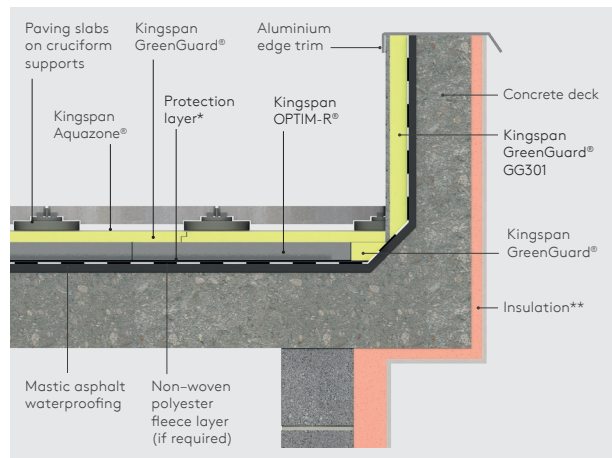 Paving slabs
on cruciform
supports
Kingspan
GreenGuard®
Aluminium
edge trim
Kingspan
Aquazone®
Protection
layer*
Kingspan
OPTIM-R®
Concrete deck
Kingspan
GreenGuard®
GG301
Kingspan
GreenGuard®
Insulation**
Mastic asphalt
waterproofing
Non-woven
polyester
fleece layer
(if required)